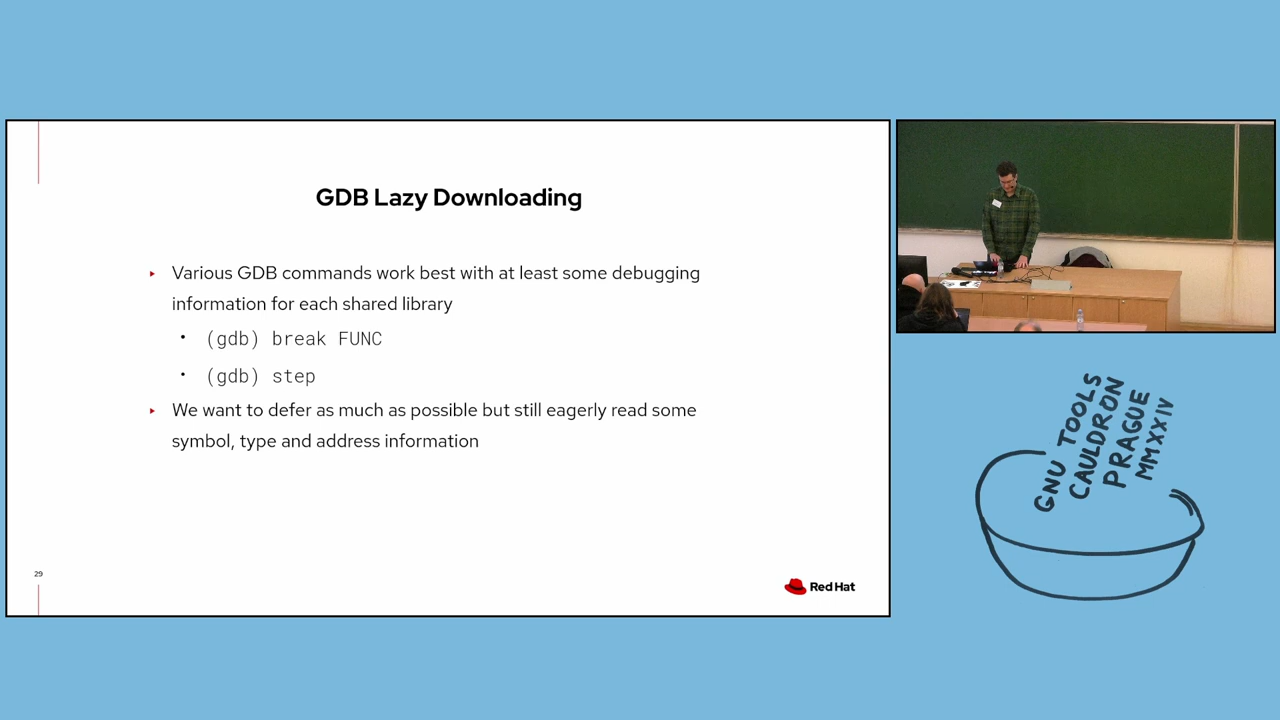 GDB Lazy Downloading
Various GDB commands work best with at least some debugging
information for each shared library
(gdb) break FUNC
(gdb) step
We want to defer as much as possible but still eagerly read some
symbol, type and address information
29
Red Hat
GNU TOOLS
CAULDRON
PRAGUE
MMXXIV